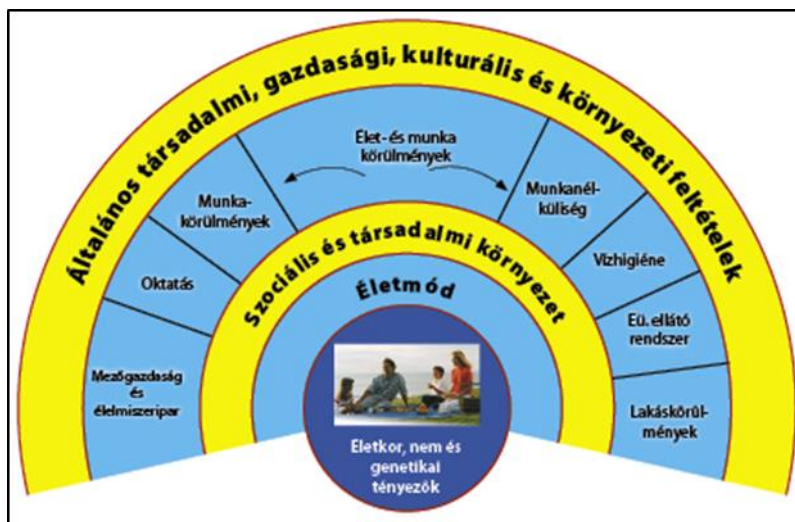 Általános társadalmi, gazdasági, kulturális és környezeti feltételek
Élet- és munka
körülmények
Munka-
körülmények
Munkanél-
küliség
Oktatás
Vízhigiéne
Mezőgazdaság
és
élelmiszeripar
Eü. ellátó
rendszer
Lakáskörül-
mények
Szociális és társadalmi környezet
Életmód
Életkor, nem és
genetikai
tényezők